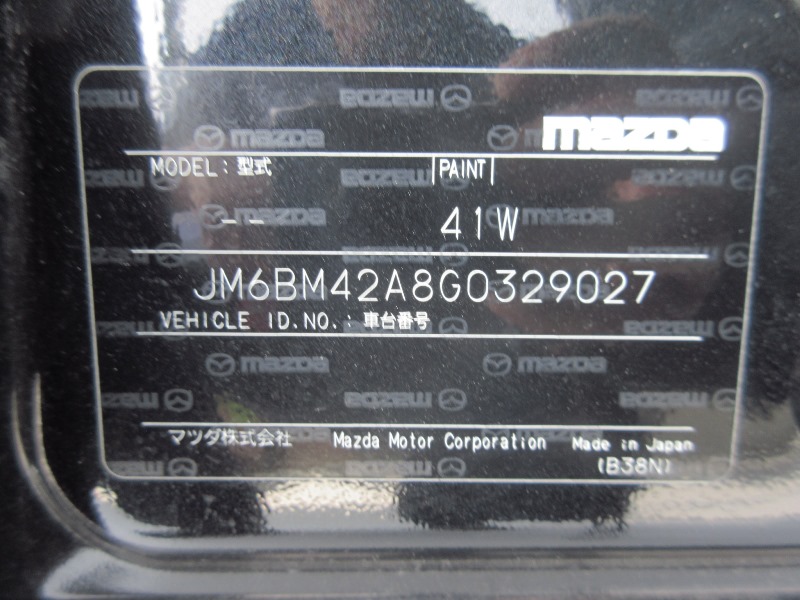 mazda
MODEL: 型式 PAINT
-- 41W
JM6BM42A8G0329027
VEHICLE ID.NO.: 車台番号
マツダ株式会社 Mazda Motor Corporation Made in Japan
(B38N)